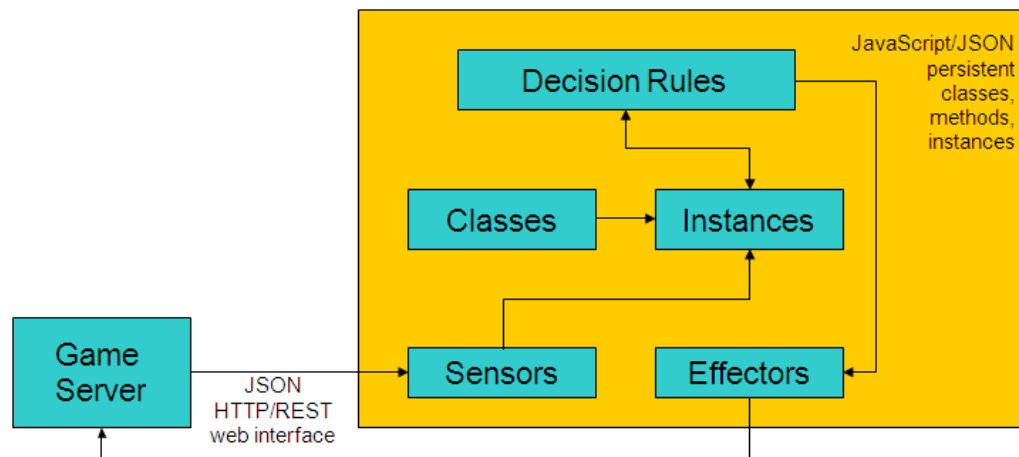 JavaScript/JSON
persistent
classes,
methods,
instances
Decision Rules
Classes
Instances
Game
Server
JSON
HTTP/REST
web interface
Sensors
Effectors